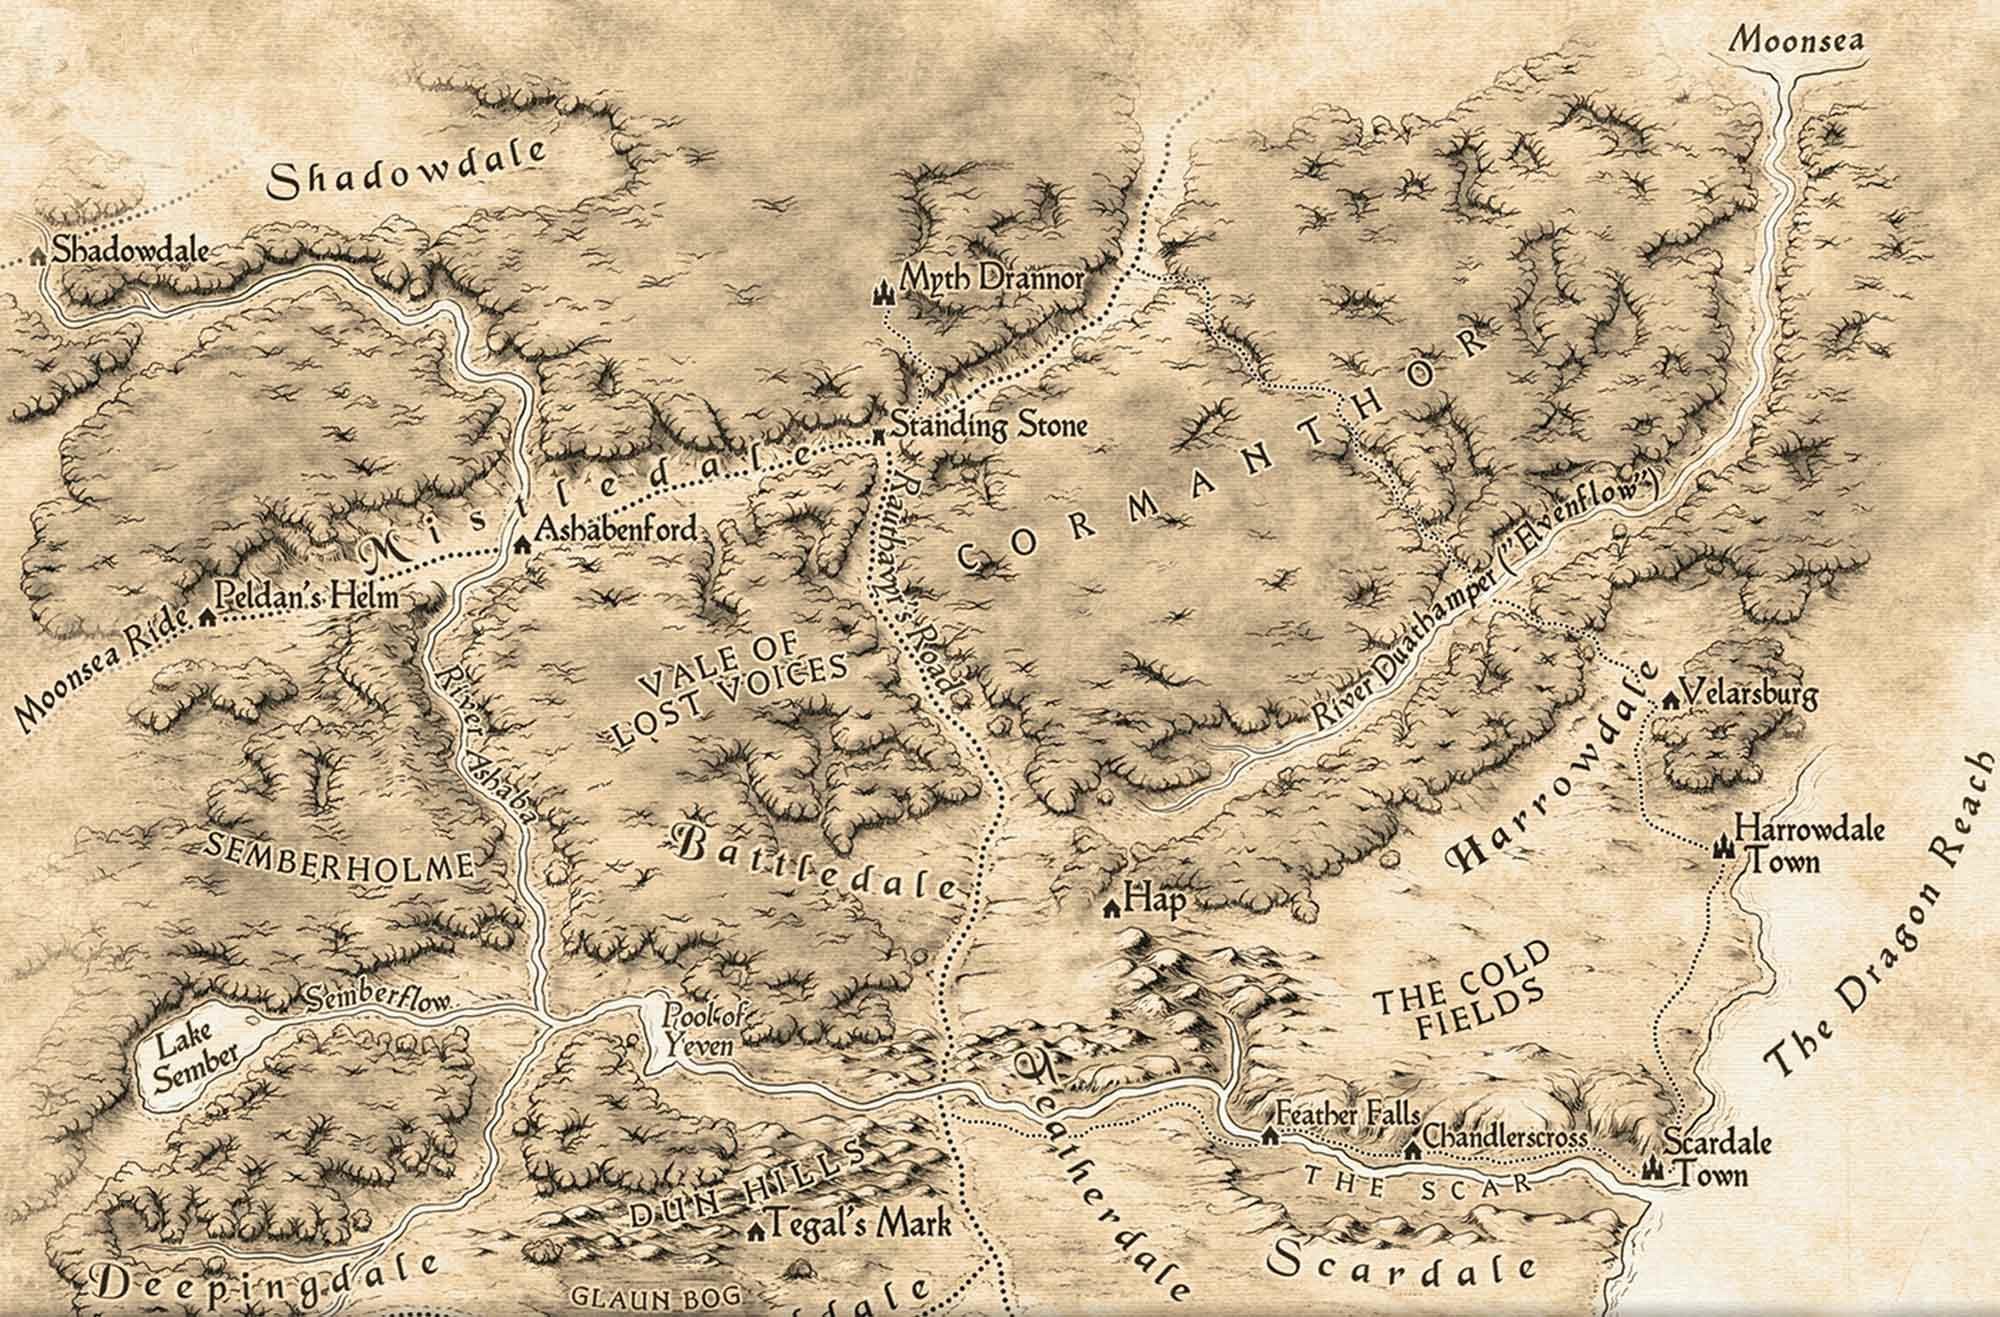 Moonsea
Shadowdale
Shadowdale
Myth Drannor
Standing Stone
CORMANTHOR
Mistledale
Ashabenford
Rauthauvyr's Road
River Duathamper ("Elvenflow")
Peldan's Helm
Moonsea Ride
VALE OF
LOST VOICES
River Ashaba
Velarsburg
Harrowdale
Harrowdale
Town
The Dragon Reach
SEMBERHOLME
Battledale
Hap
THE COLD
FIELDS
Semberflow
Lake
Sember
Pool of
Yeven
Featherdale
Feather Falls
Chandlerscross
Scardale
Town
THE SCAR
DUN HILLS
Tegal's Mark
Deepingdale
Scardale
GLAUN BOG
dale